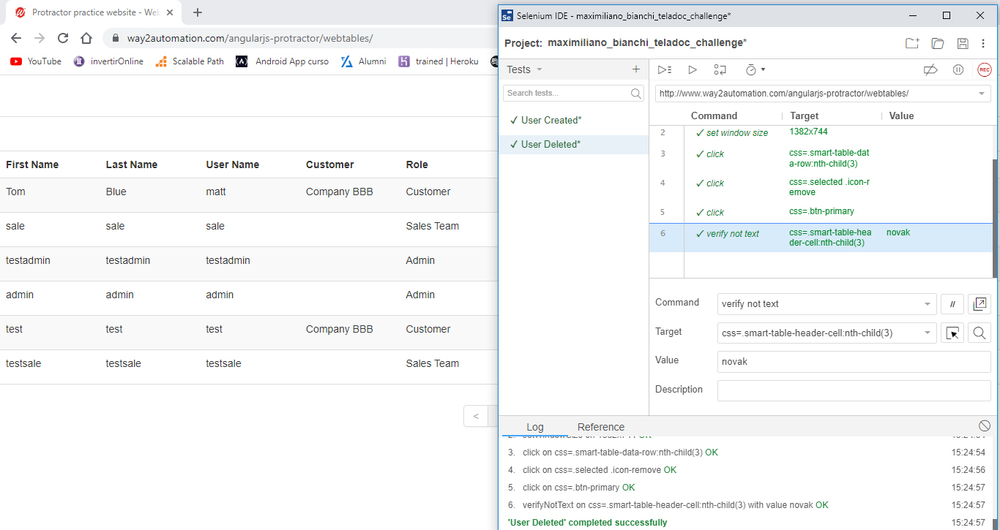 Protractor practice website - We
way2automation.com/angularjs-protractor/webtables/
YouTube invertirOnline Scalable Path Android App curso Alumni trained | Heroku
First Name Last Name User Name Customer Role
Tom Blue matt Company BBB Customer
sale sale sale Sales Team
testadmin testadmin testadmin Admin
admin admin admin Admin
test test test Company BBB Customer
testsale testsale testsale Sales Team
<
Se Selenium IDE - maximiliano_bianchi_teladoc_challenge*
Project: maximiliano_bianchi_teladoc_challenge*
Tests
Search tests...
✓ User Created*
✓ User Deleted*
REC
http://www.way2automation.com/angularjs-protractor/webtables/
Command Target Value
2 ✓ set window size 1382x744
3 ✓ click css=.smart-table-dat
a-row:nth-child(3)
4 ✓ click css=.selected .icon-r
emove
5 ✓ click css=.btn-primary
6 ✓ verify not text css=.smart-table-hea novak
der-cell:nth-child(3)
Command verify not text //
Target css=.smart-table-header-cell:nth-child(3)
Value novak
Description
Log Reference
2. setWindowSize on 1382x744 OK 15:24:54
3. click on css=.smart-table-data-row:nth-child(3) OK 15:24:54
4. click on css=.selected .icon-remove OK 15:24:56
5. click on css=.btn-primary OK 15:24:57
6. verifyNotText on css=.smart-table-header-cell:nth-child(3) with value novak OK 15:24:57
'User Deleted' completed successfully 15:24:57